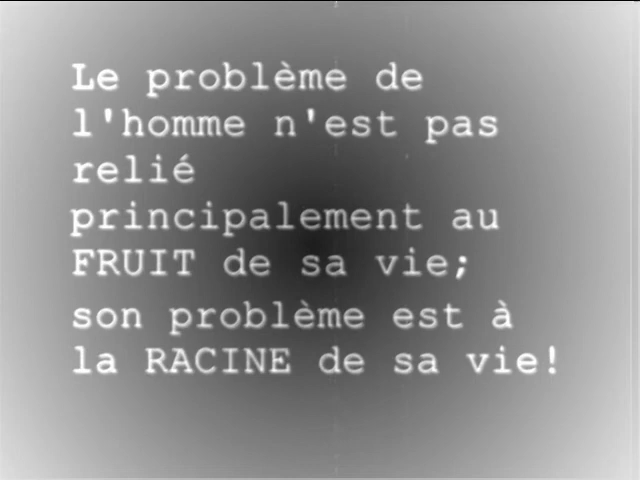 Le problème de
l'homme n'est pas
relié
principalement au
FRUIT de sa vie;
son problème est à
la RACINE de sa vie!